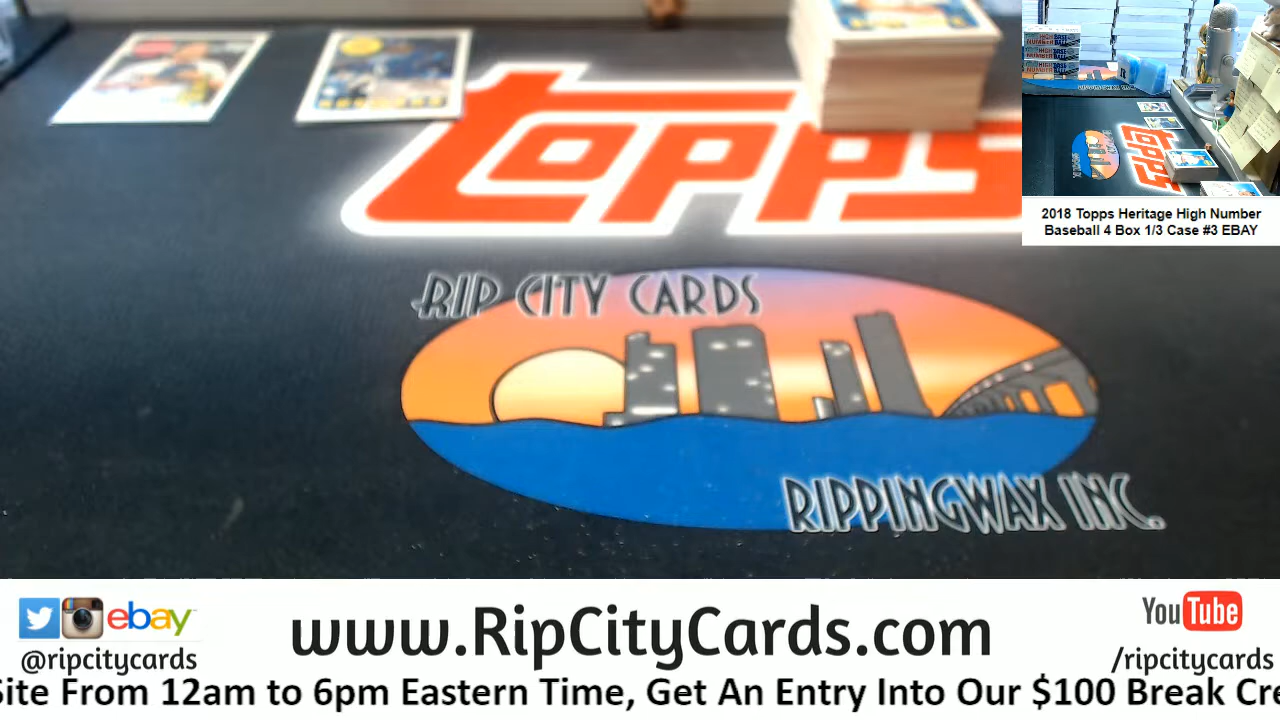 topps
RIP CITY CARDS
RIPPINGWAX INC.
2018 Topps Heritage High Number
Baseball 4 Box 1/3 Case #3 EBAY
ebay
@ripcitycards
www.RipCityCards.com
YouTube
/ripcitycards
Site From 12am to 6pm Eastern Time, Get An Entry Into Our $100 Break Cre